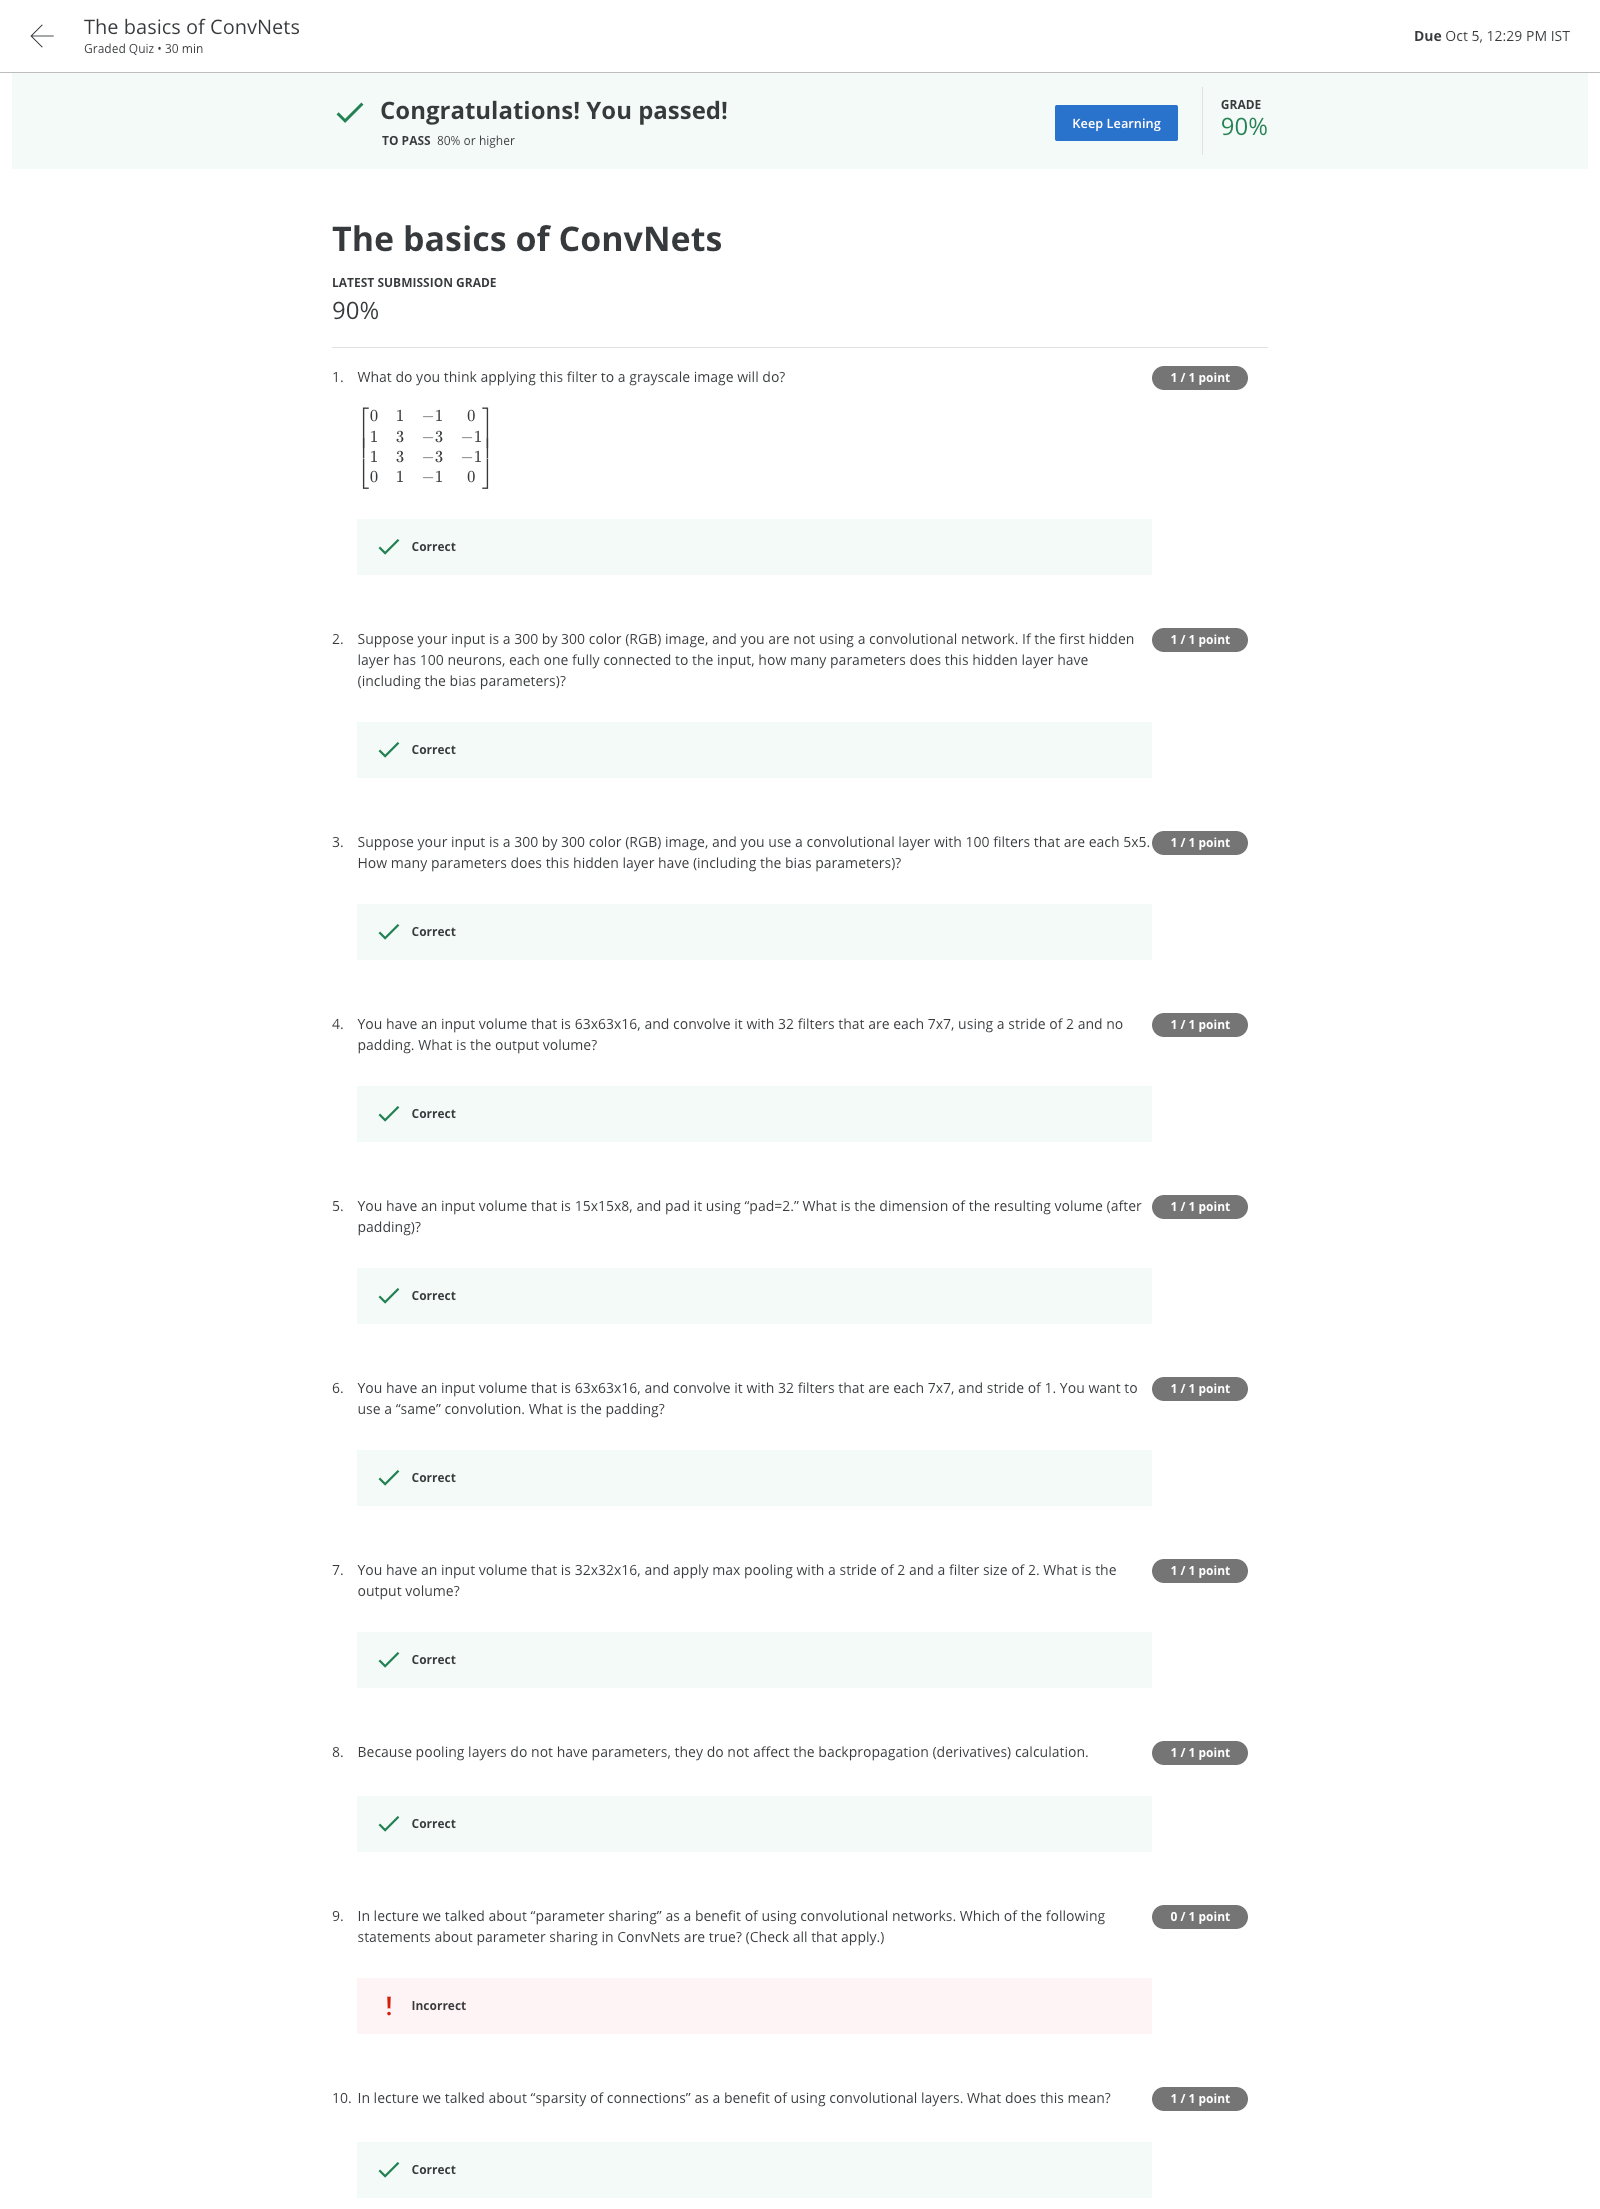 The basics of ConvNets
Graded Quiz • 30 min
Due Oct 5, 12:29 PM IST
Congratulations! You passed!
TO PASS 80% or higher
Keep Learning
GRADE
90%
The basics of ConvNets
LATEST SUBMISSION GRADE
90%
1. What do you think applying this filter to a grayscale image will do?
1 / 1 point
0 1 −1 0
1 3 −3 −1
1 3 −3 −1
0 1 −1 0
Correct
2. Suppose your input is a 300 by 300 color (RGB) image, and you are not using a convolutional network. If the first hidden
1 / 1 point
layer has 100 neurons, each one fully connected to the input, how many parameters does this hidden layer have
(including the bias parameters)?
Correct
3. Suppose your input is a 300 by 300 color (RGB) image, and you use a convolutional layer with 100 filters that are each 5x5.
1 / 1 point
How many parameters does this hidden layer have (including the bias parameters)?
Correct
4. You have an input volume that is 63x63x16, and convolve it with 32 filters that are each 7x7, using a stride of 2 and no
1 / 1 point
padding. What is the output volume?
Correct
5. You have an input volume that is 15x15x8, and pad it using “pad=2.” What is the dimension of the resulting volume (after
1 / 1 point
padding)?
Correct
6. You have an input volume that is 63x63x16, and convolve it with 32 filters that are each 7x7, and stride of 1. You want to
1 / 1 point
use a “same” convolution. What is the padding?
Correct
7. You have an input volume that is 32x32x16, and apply max pooling with a stride of 2 and a filter size of 2. What is the
1 / 1 point
output volume?
Correct
8. Because pooling layers do not have parameters, they do not affect the backpropagation (derivatives) calculation.
1 / 1 point
Correct
9. In lecture we talked about “parameter sharing” as a benefit of using convolutional networks. Which of the following
0 / 1 point
statements about parameter sharing in ConvNets are true? (Check all that apply.)
Incorrect
10. In lecture we talked about “sparsity of connections” as a benefit of using convolutional layers. What does this mean?
1 / 1 point
Correct